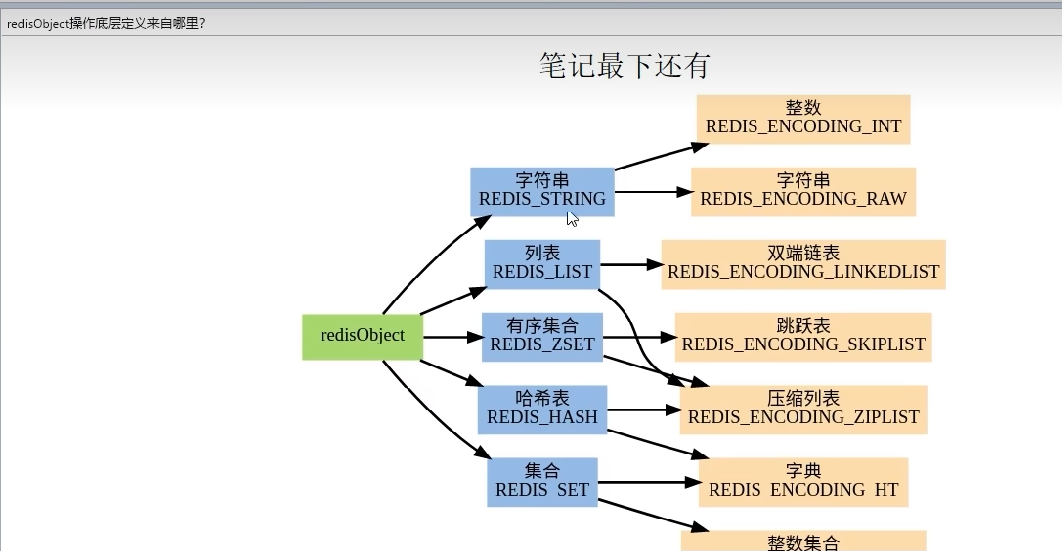 redisObject操作底层定义来自哪里?
笔记最下还有
整数
REDIS_ENCODING_INT
字符串
REDIS_STRING
字符串
REDIS_ENCODING_RAW
列表
REDIS_LIST
双端链表
REDIS_ENCODING_LINKEDLIST
redisObject
有序集合
REDIS_ZSET
跳跃表
REDIS_ENCODING_SKIPLIST
哈希表
REDIS_HASH
压缩列表
REDIS_ENCODING_ZIPLIST
集合
REDIS_SET
字典
REDIS_ENCODING_HT
整数集合